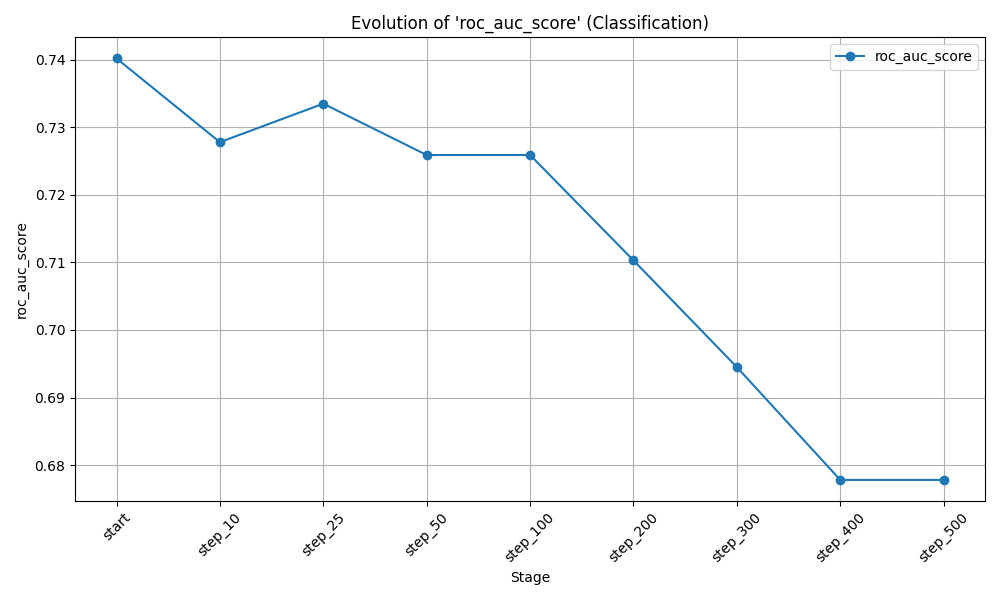 Evolution of 'roc_auc_score' (Classification)
roc_auc_score
0.74
0.73
0.72
0.71
0.70
0.69
0.68
roc_auc_score
start
step_10
step_25
step_50
step_100
step_200
step_300
step_400
step_500
Stage